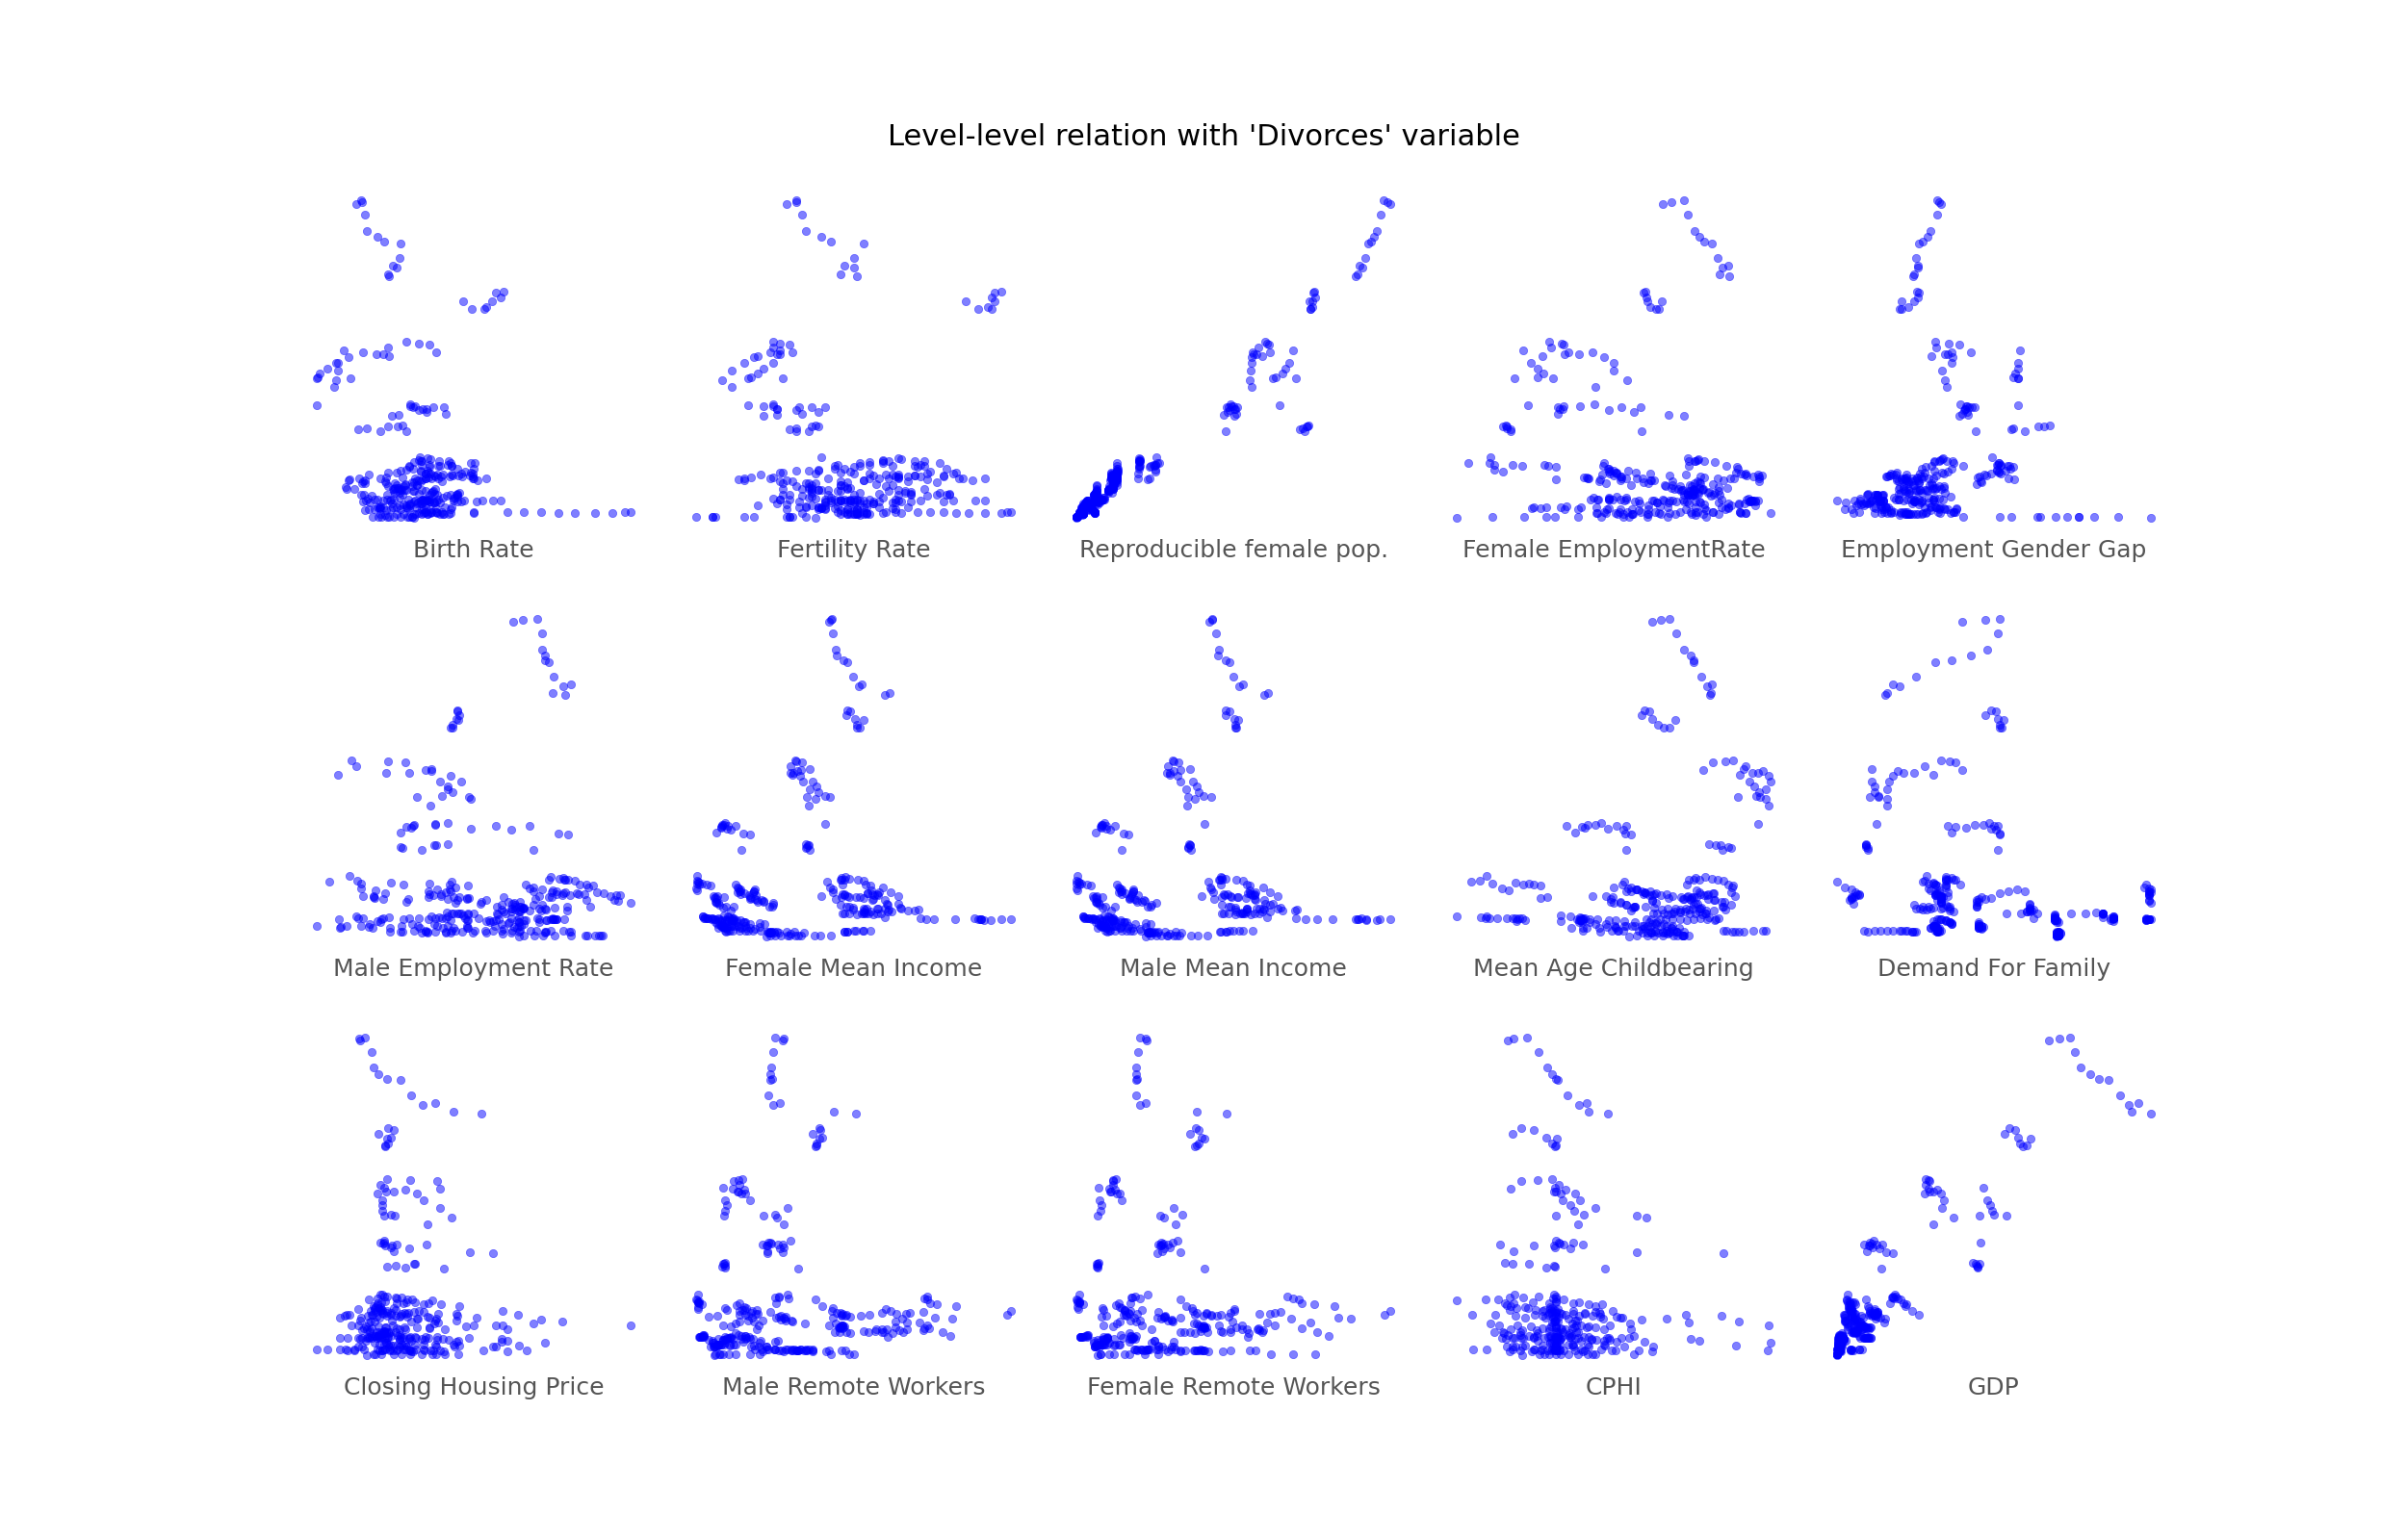 Level-level relation with 'Divorces' variable
Birth Rate
Fertility Rate
Reproducible female pop.
Female EmploymentRate
Employment Gender Gap
Male Employment Rate
Female Mean Income
Male Mean Income
Mean Age Childbearing
Demand For Family
Closing Housing Price
Male Remote Workers
Female Remote Workers
CPHI
GDP